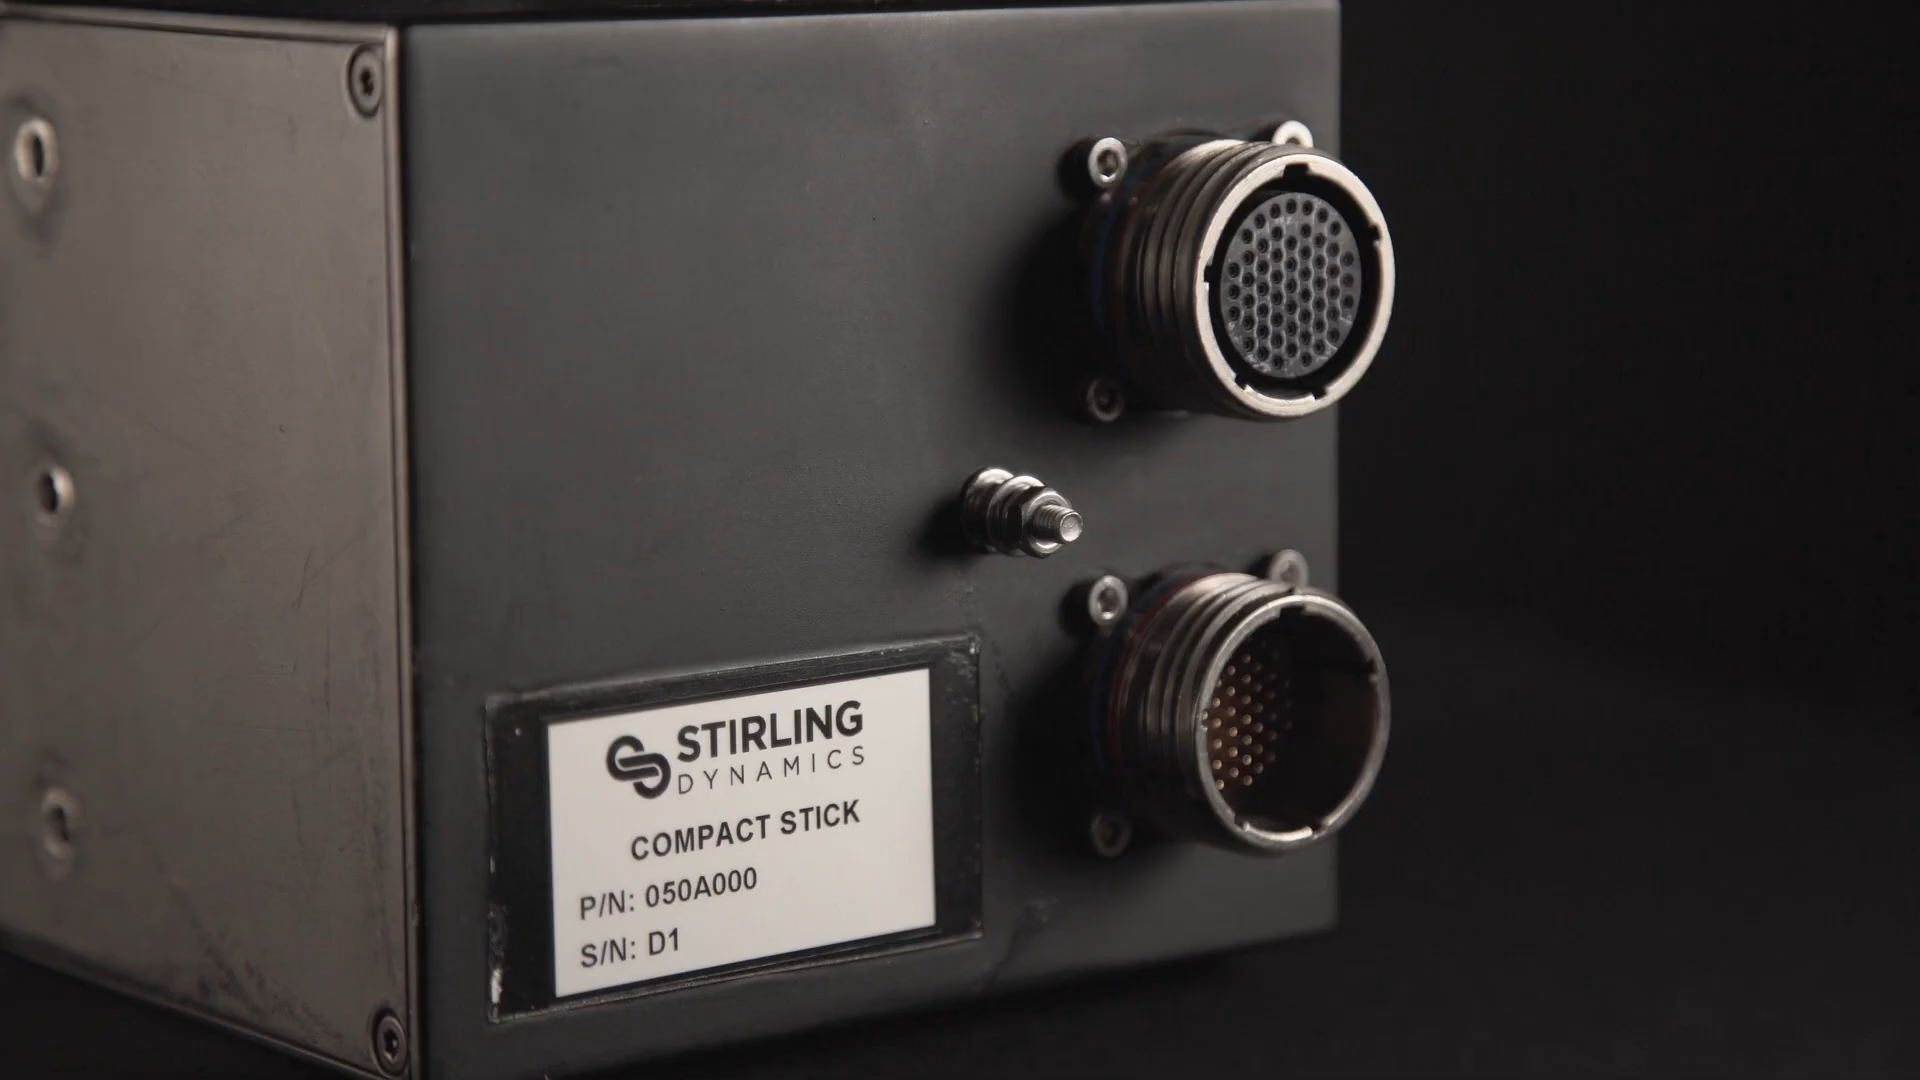 STIRLING
DYNAMICS
COMPACT STICK
P/N: 050A000
S/N: D1